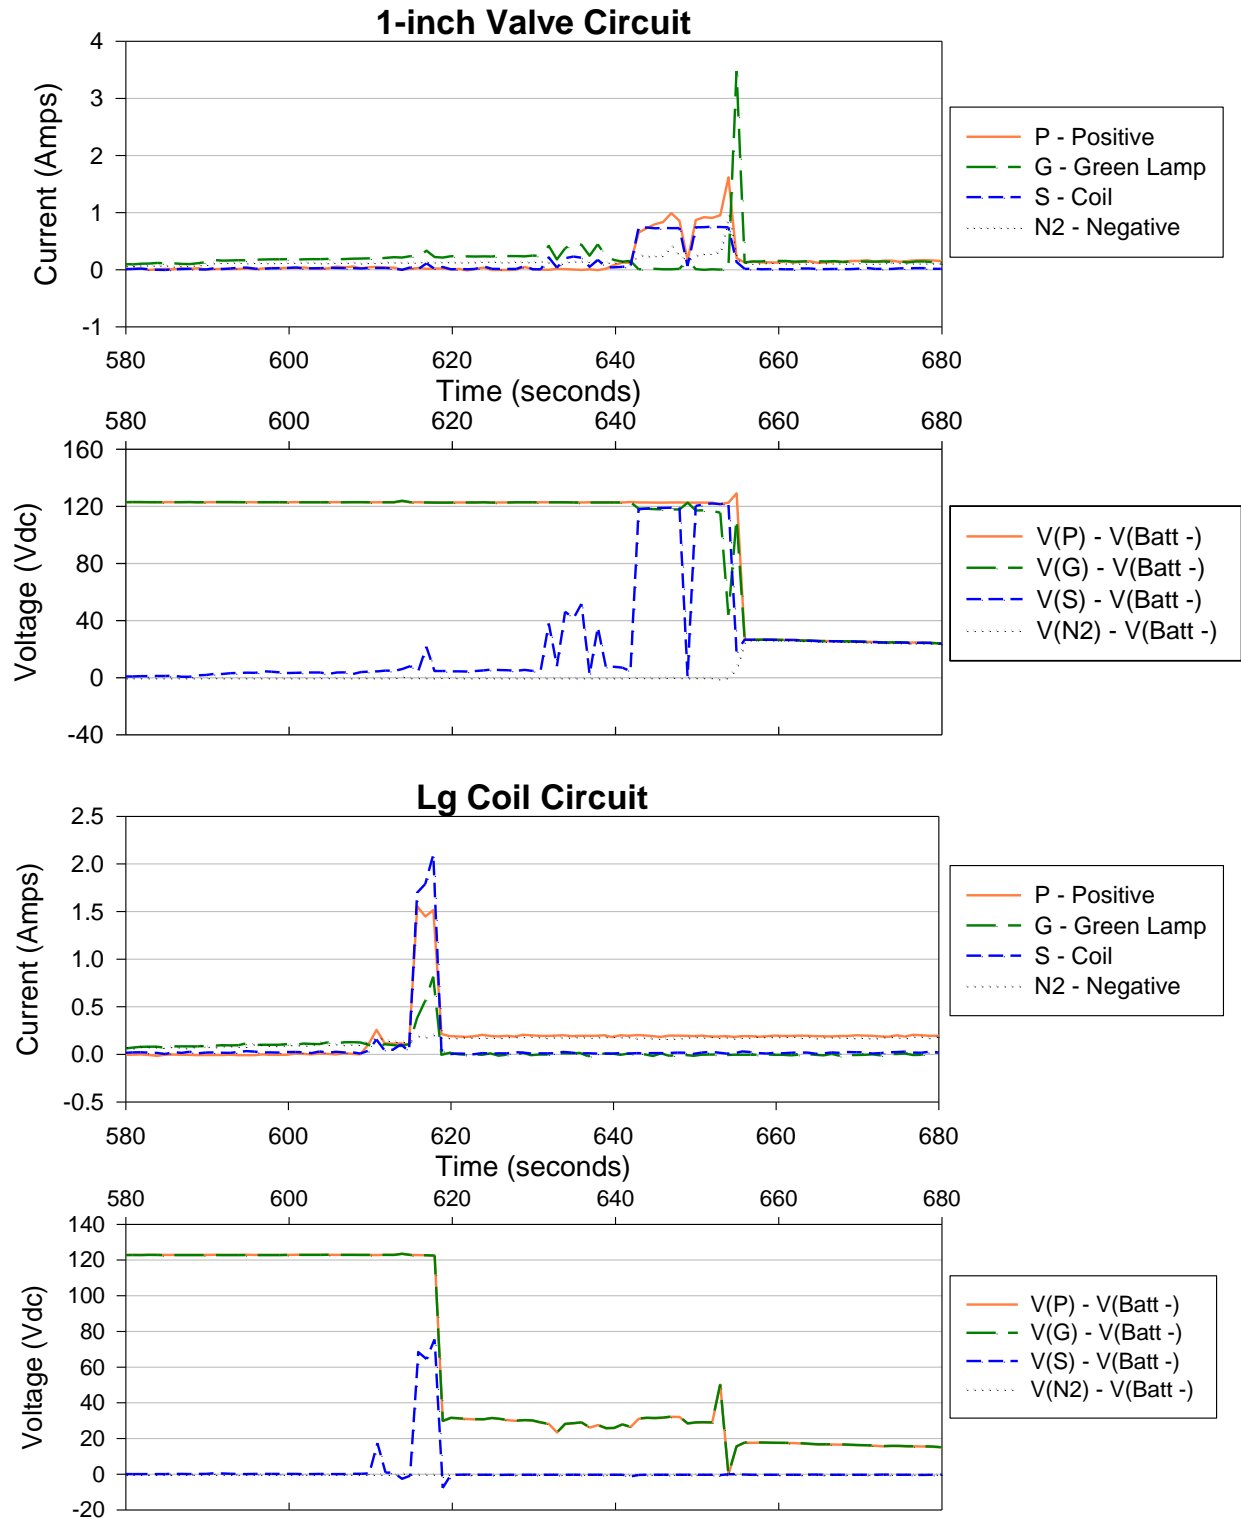 1-inch Valve Circuit
4
3
2
1
0
-1
Current (Amps)
P - Positive
G - Green Lamp
S - Coil
N2 - Negative
580 600 620 640 660 680
Time (seconds)
580 600 620 640 660 680
160
120
80
40
0
-40
Voltage (Vdc)
V(P) - V(Batt -)
V(G) - V(Batt -)
V(S) - V(Batt -)
V(N2) - V(Batt -)
Lg Coil Circuit
2.5
2.0
1.5
1.0
0.5
0.0
-0.5
Current (Amps)
P - Positive
G - Green Lamp
S - Coil
N2 - Negative
580 600 620 640 660 680
Time (seconds)
580 600 620 640 660 680
140
120
100
80
60
40
20
0
-20
Voltage (Vdc)
V(P) - V(Batt -)
V(G) - V(Batt -)
V(S) - V(Batt -)
V(N2) - V(Batt -)